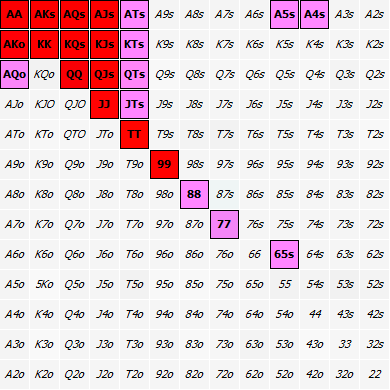 AA AKs AQs AJs ATs A9s A8s A7s A6s A5s A4s A3s A2s
AKo KK KQs KJs KTs K9s K8s K7s K6s K5s K4s K3s K2s
AQo KQo QQ QJs QTs Q9s Q8s Q7s Q6s Q5s Q4s Q3s Q2s
AJo KJO QJO JJ JTs J9s J8s J7s J6s J5s J4s J3s J2s
ATo KTo QTO JTo TT T9s T8s T7s T6s T5s T4s T3s T2s
A9o K9o Q9o J9o T9o 99 98s 97s 96s 95s 94s 93s 92s
A8o K8o Q8o J8o T8o 98o 88 87s 86s 85s 84s 83s 82s
A7o K7o Q7o J7o T7o 97o 87o 77 76s 75s 74s 73s 72s
A6o K6o Q6o J6o T6o 96o 86o 76o 66 65s 64s 63s 62s
A5o 5Ko Q5o J5o T5o 95o 85o 75o 65o 55 54s 53s 52s
A4o K4o Q4o J4o T4o 94o 84o 74o 64o 54o 44 43s 42s
A3o K3o Q3o J3o T3o 93o 83o 73o 63o 53o 43o 33 32s
A2o K2o Q2o J2o T2o 92o 82o 72o 62o 52o 42o 32o 22